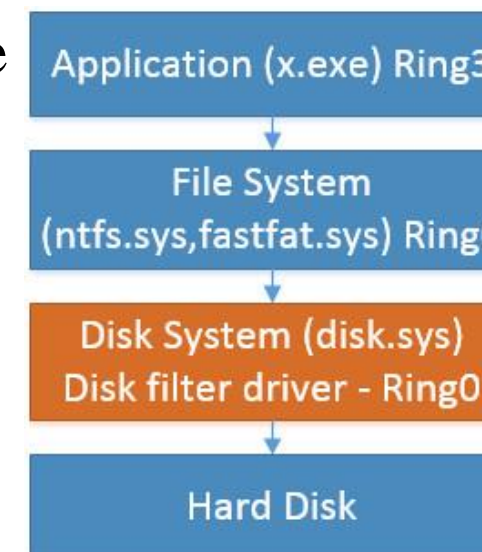 e
Application (x.exe) Ring3
File System
(ntfs.sys,fastfat.sys) Ring
Disk System (disk.sys)
Disk filter driver - Ring0
Hard Disk